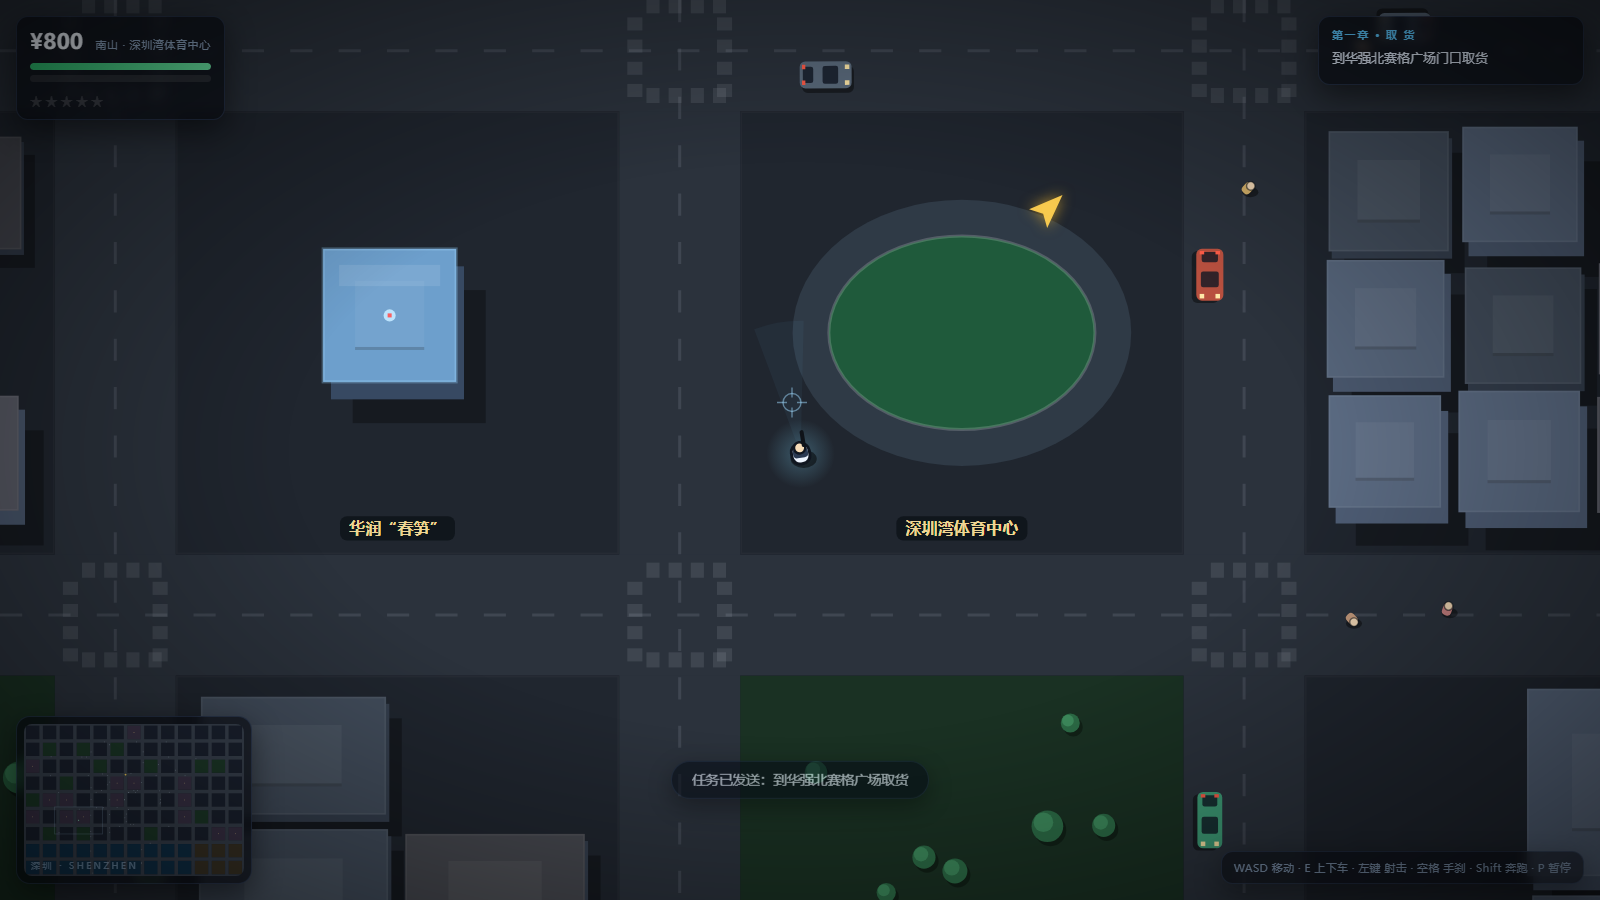 ¥800 南山 · 深圳湾体育中心
★★★★★
第一章 • 取 货
到华强北赛格广场门口取货
华润“春笋”
深圳湾体育中心
任务已发送：到华强北赛格广场取货
深圳 · SHENZHEN
WASD 移动 · E 上下车 · 左键 射击 · 空格 手刹 · Shift 奔跑 · P 暂停